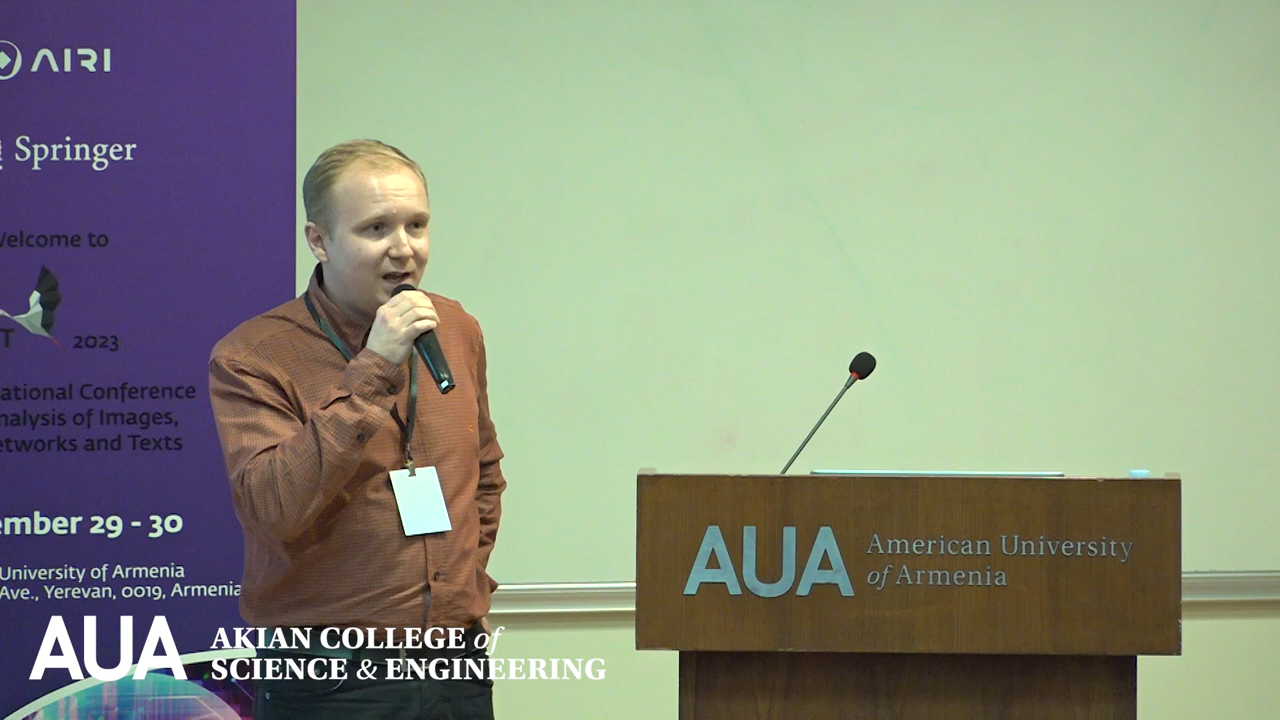 AIRI
Springer
Welcome to
T 2023
ational Conference
nalysis of Images,
etworks and Texts
ember 29 - 30
University of Armenia
Ave., Yerevan, 0019, Armenia
AUA
American University
of Armenia
AUA
AKIAN COLLEGE of
SCIENCE & ENGINEERING